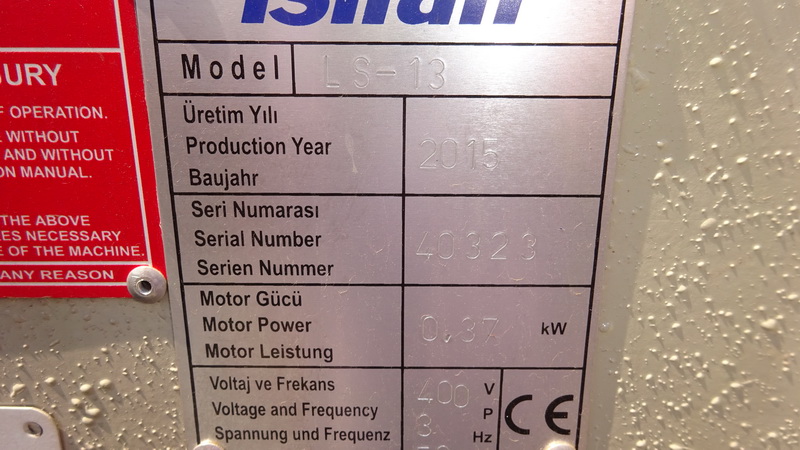 URY
F OPERATION.
WITHOUT
AND WITHOUT
ON MANUAL.
THE ABOVE
ES NECESSARY
E OF THE MACHINE.
ANY REASON
Model LS-13
Üretim Yılı
Production Year 2015
Baujahr
Seri Numarası
Serial Number 40323
Serien Nummer
Motor Gücü
Motor Power 0.37 kW
Motor Leistung
Voltaj ve Frekans 400 V
Voltage and Frequency 3 P
Spannung und Frequenz Hz
CE